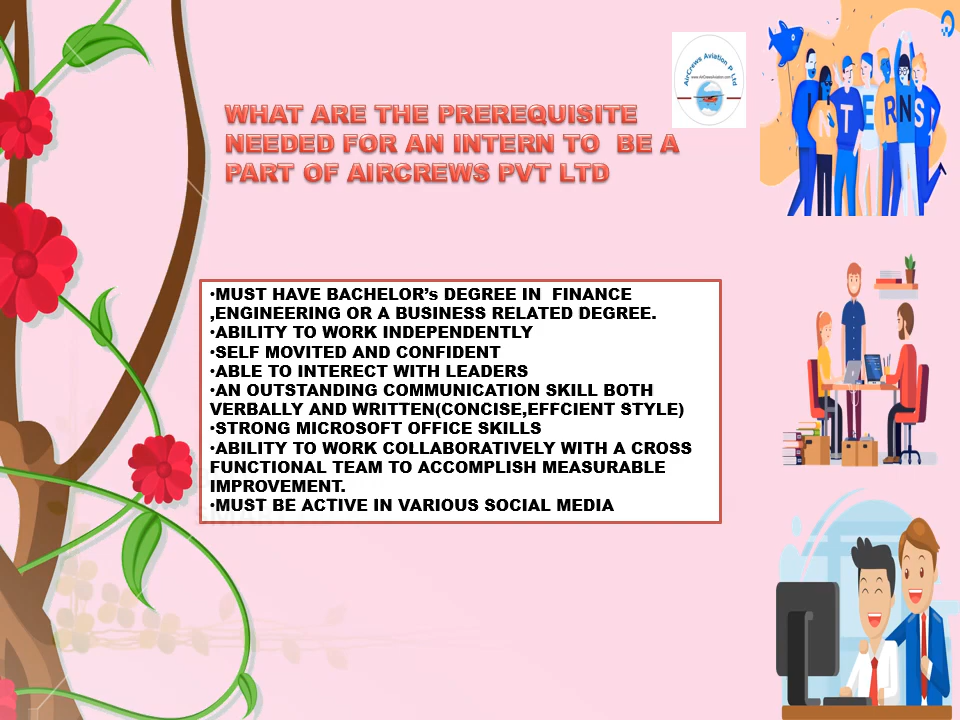 AirCrews Aviation P Ltd
www.AirCrewsAviation.com
INTERNS
WHAT ARE THE PREREQUISITE
NEEDED FOR AN INTERN TO BE A
PART OF AIRCREWS PVT LTD
•MUST HAVE BACHELOR's DEGREE IN FINANCE
,ENGINEERING OR A BUSINESS RELATED DEGREE.
•ABILITY TO WORK INDEPENDENTLY
•SELF MOVITED AND CONFIDENT
•ABLE TO INTERECT WITH LEADERS
•AN OUTSTANDING COMMUNICATION SKILL BOTH
VERBALLY AND WRITTEN(CONCISE,EFFCIENT STYLE)
•STRONG MICROSOFT OFFICE SKILLS
•ABILITY TO WORK COLLABORATIVELY WITH A CROSS
FUNCTIONAL TEAM TO ACCOMPLISH MEASURABLE
IMPROVEMENT.
•MUST BE ACTIVE IN VARIOUS SOCIAL MEDIA